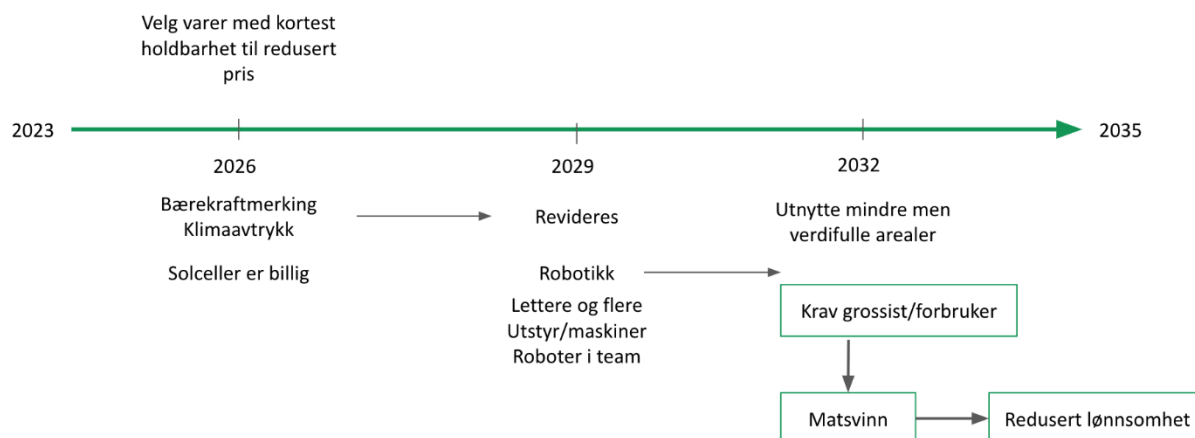 Velg varer med kortest
holdbarhet til redusert
pris
2023
2035
2026
2029
2032
Bærekraftmerking
Klimaavtrykk
Revideres
Utnytte mindre men
verdifulle arealer
Solceller er billig
Robotikk
Lettere og flere
Utstyr/maskiner
Roboter i team
Krav grossist/forbruker
Matsvinn
Redusert lønnsomhet